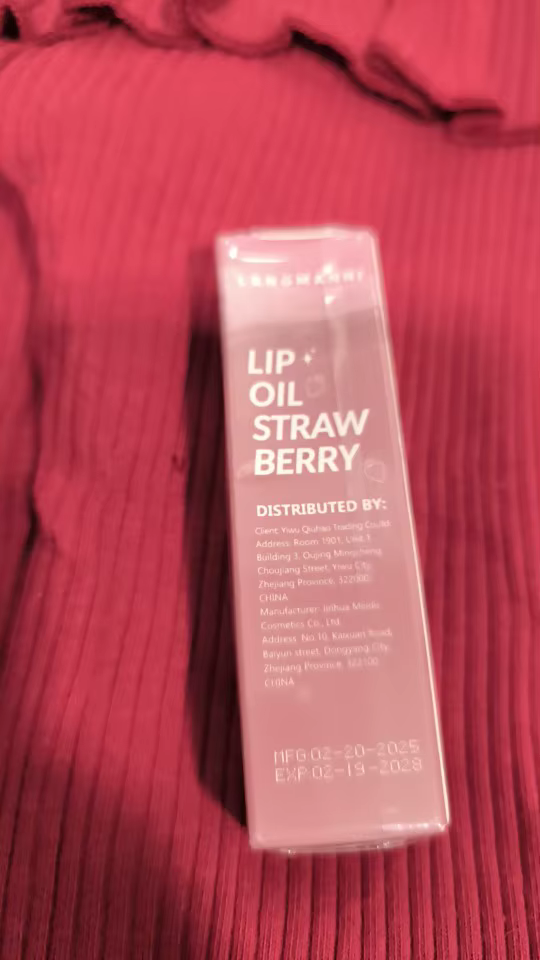 LIP
OIL
STRAW
BERRY
DISTRIBUTED BY:
Client: Yiwu Qiuhao Trading Co.,ltd
Address: Room 1901, Unit
Building 3, Oujing Mingcheng
Choujiang Street, Yiwu City,
Zhejiang Province, 322000,
CHINA
Manufacturer: Jinhua
Cosmetics Co., Ltd.
Address: No.10, Kaixuan Road,
Baiyun street, Dongyang City,
Zhejiang Province, 322100
CHINA
MFG:02-20-2025
EXP:02-19-2028